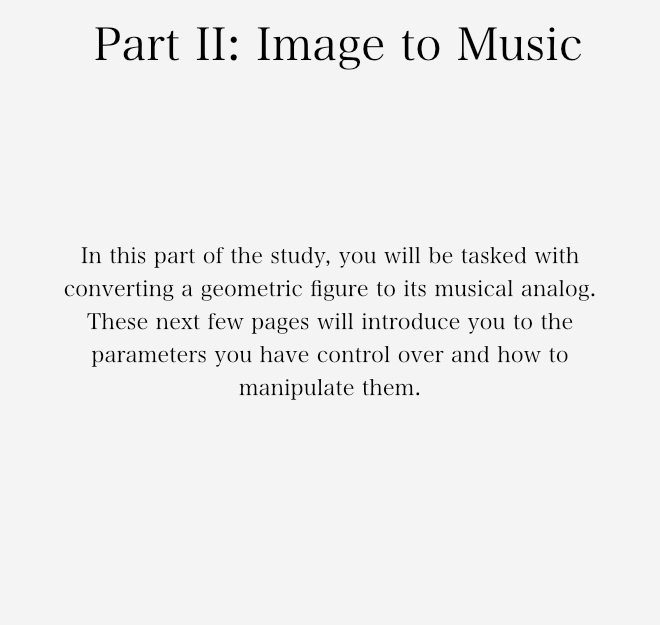 Part II: Image to Music
In this part of the study, you will be tasked with
converting a geometric figure to its musical analog.
These next few pages will introduce you to the
parameters you have control over and how to
manipulate them.